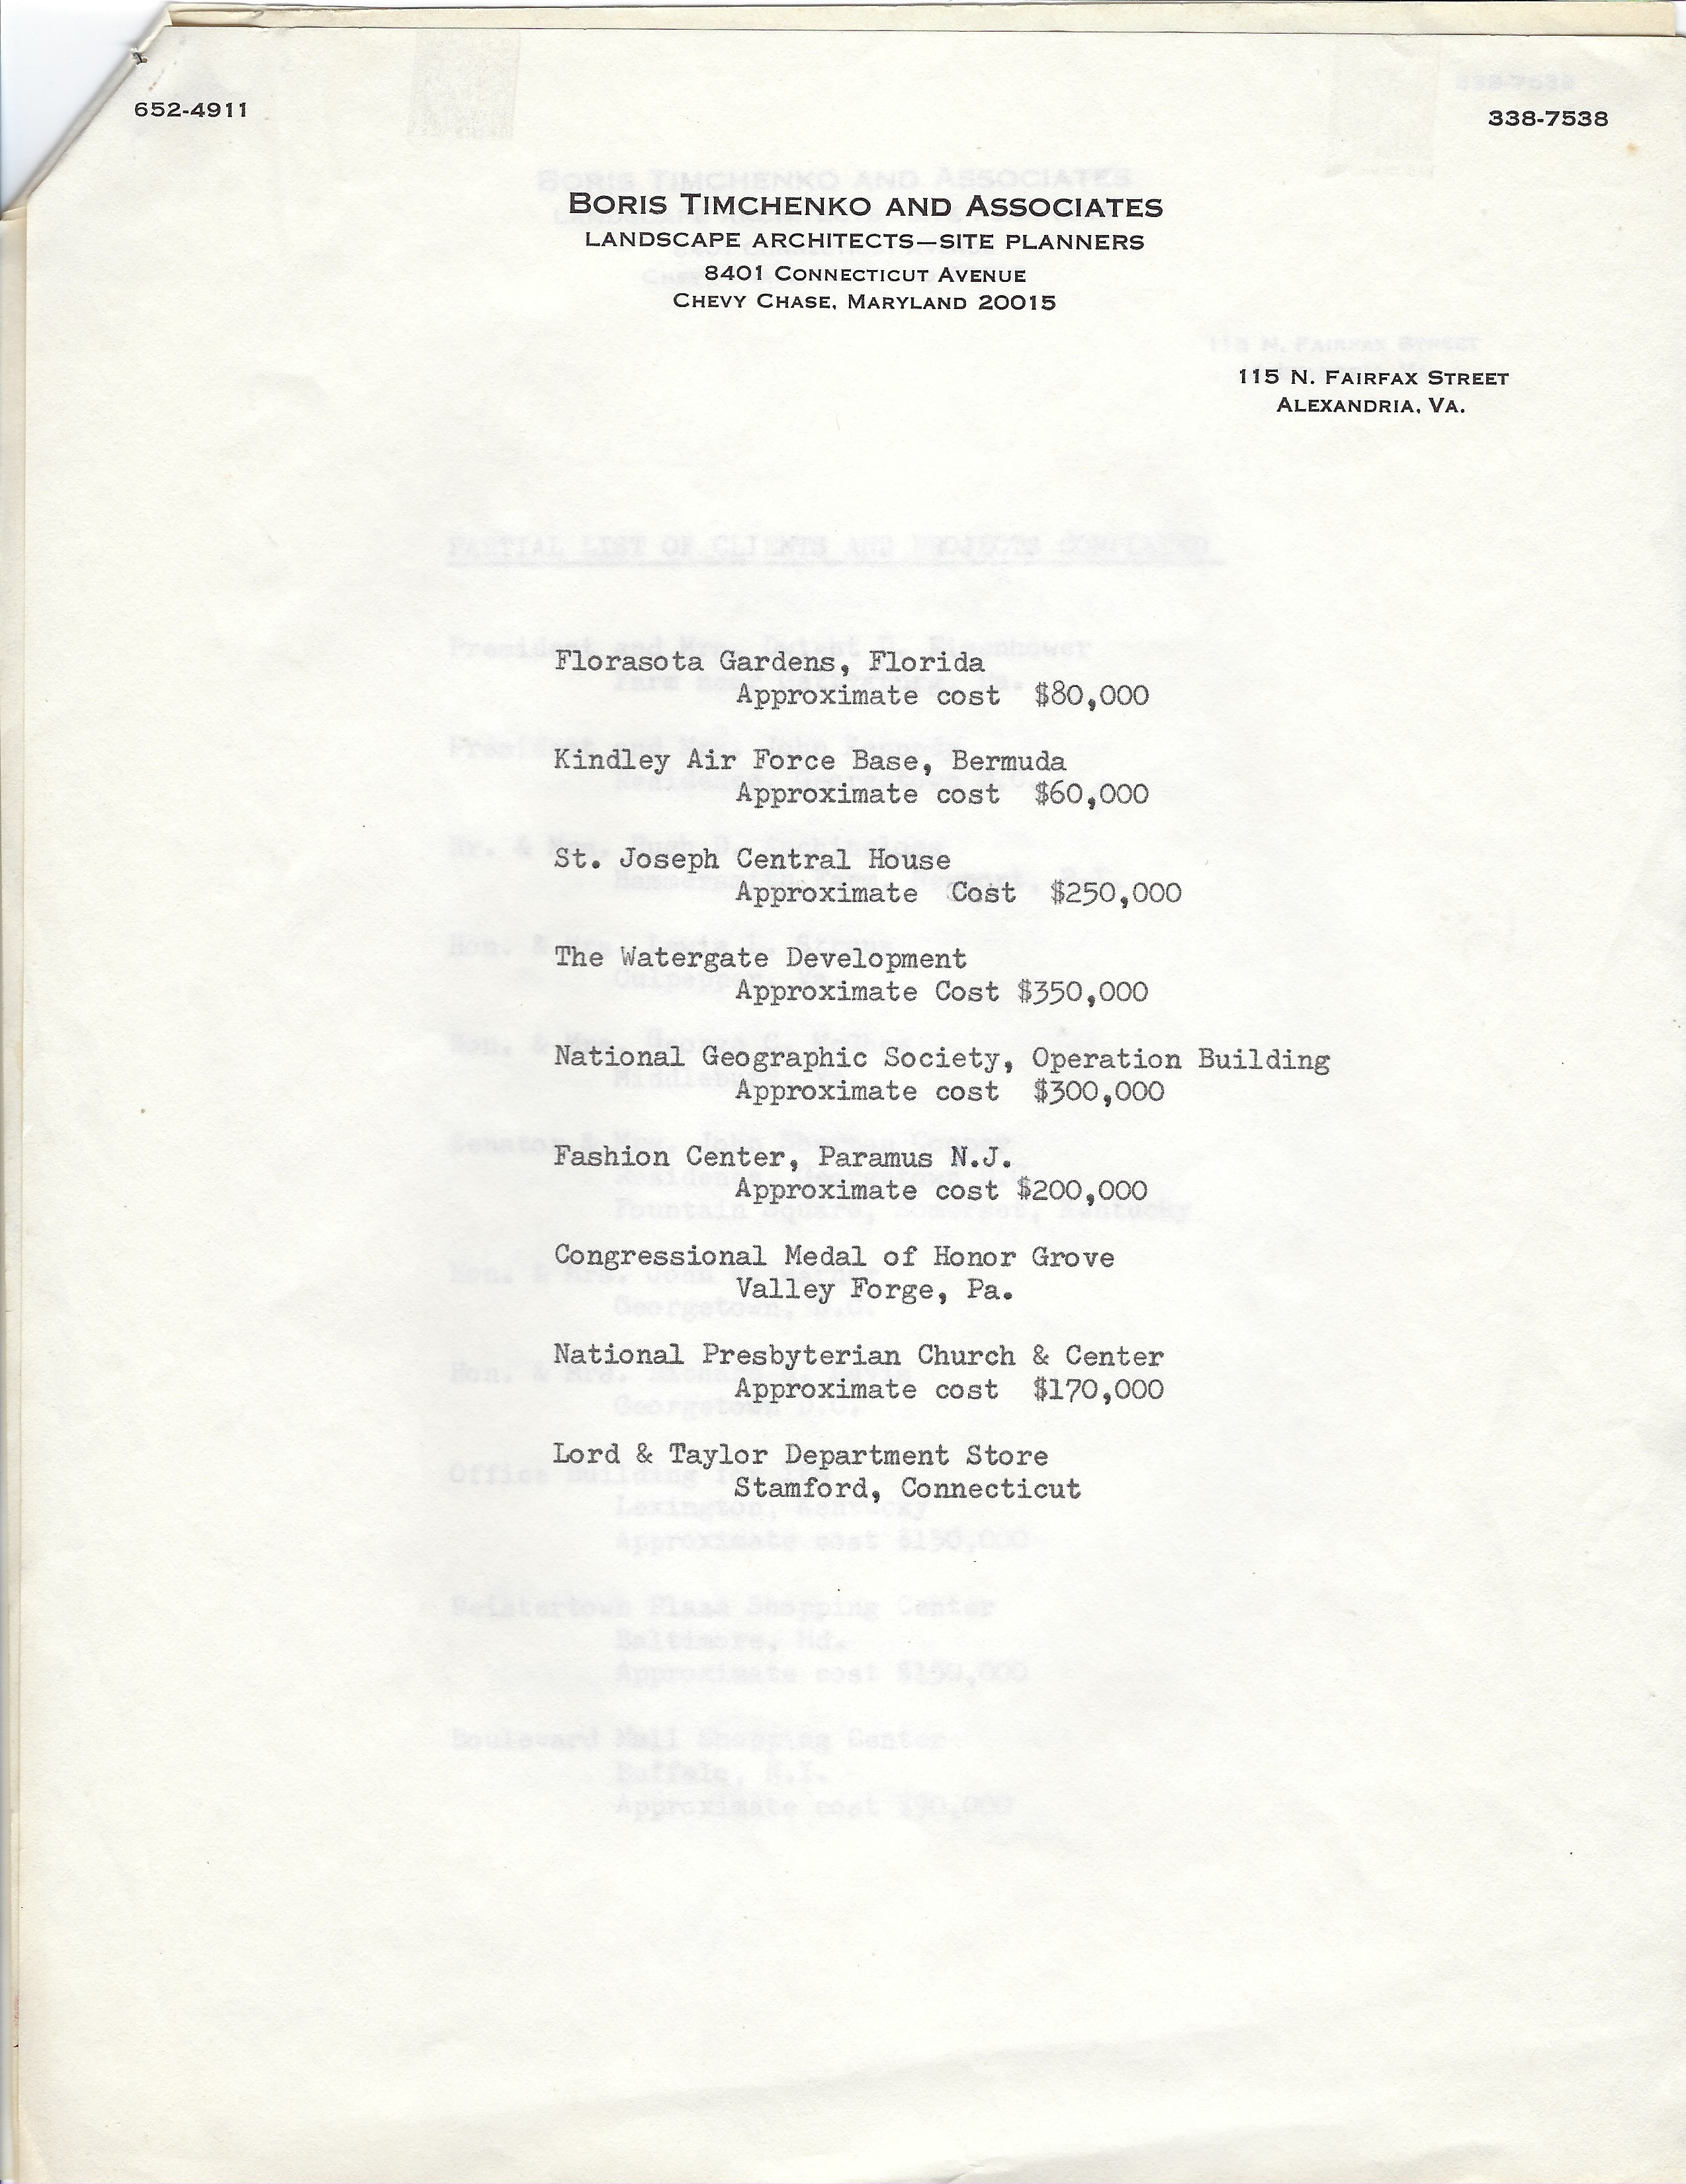 652-4911
338-7538
BORIS TIMCHENKO AND ASSOCIATES
LANDSCAPE ARCHITECTS—SITE PLANNERS
8401 CONNECTICUT AVENUE
CHEVY CHASE, MARYLAND 20015
115 N. FAIRFAX STREET
ALEXANDRIA, VA.
Florasota Gardens, Florida
Approximate cost $80,000
Kindley Air Force Base, Bermuda
Approximate cost $60,000
St. Joseph Central House
Approximate Cost $250,000
The Watergate Development
Approximate Cost $350,000
National Geographic Society, Operation Building
Approximate cost $300,000
Fashion Center, Paramus N.J.
Approximate cost $200,000
Congressional Medal of Honor Grove
Valley Forge, Pa.
National Presbyterian Church & Center
Approximate cost $170,000
Lord & Taylor Department Store
Stamford, Connecticut